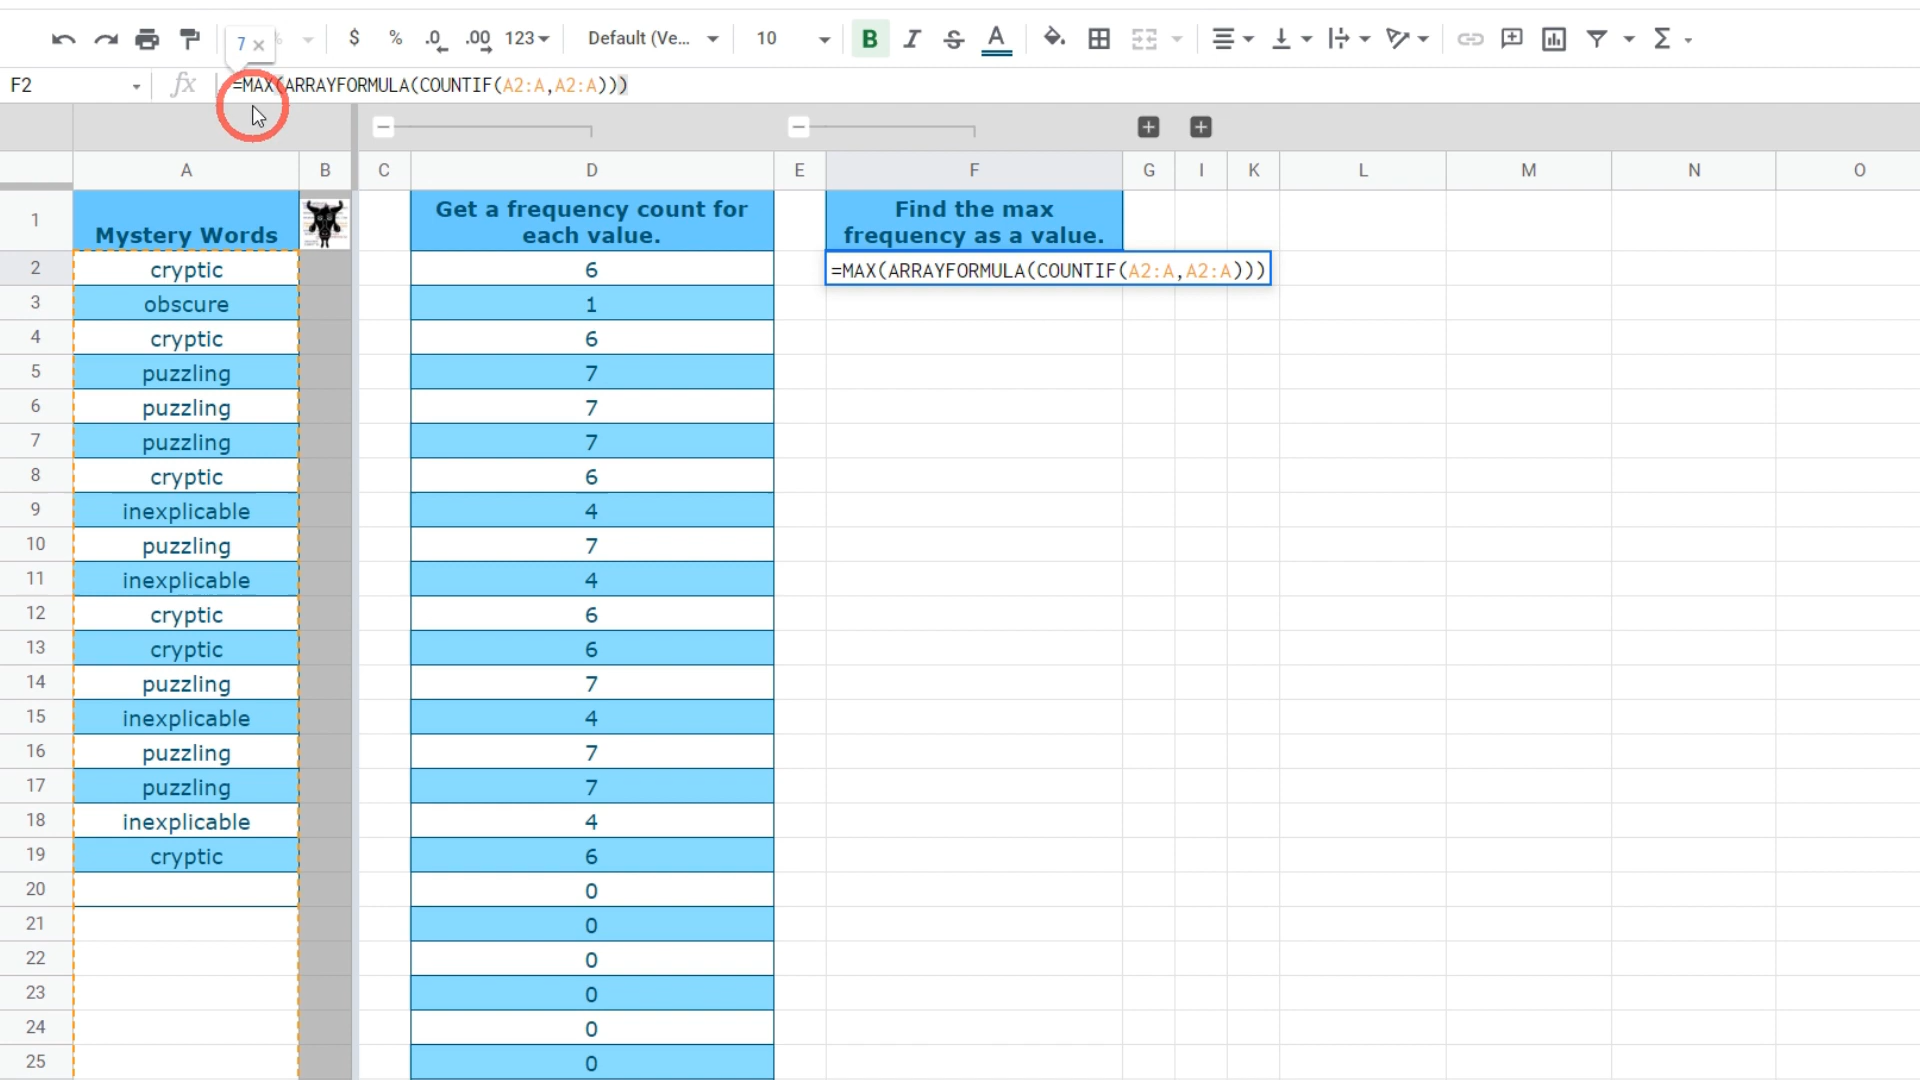 7 ×
$ % .0 .00 123 Default (Ve... 10 B I S A Σ
F2 fx =MAX(ARRAYFORMULA(COUNTIF(A2:A,A2:A)))
A B C D E F G I K L M N O
1 Mystery Words Get a frequency count for each value. Find the max frequency as a value.
2 cryptic 6 =MAX(ARRAYFORMULA(COUNTIF(A2:A,A2:A)))
3 obscure 1
4 cryptic 6
5 puzzling 7
6 puzzling 7
7 puzzling 7
8 cryptic 6
9 inexplicable 4
10 puzzling 7
11 inexplicable 4
12 cryptic 6
13 cryptic 6
14 puzzling 7
15 inexplicable 4
16 puzzling 7
17 puzzling 7
18 inexplicable 4
19 cryptic 6
20 0
21 0
22 0
23 0
24 0
25 0